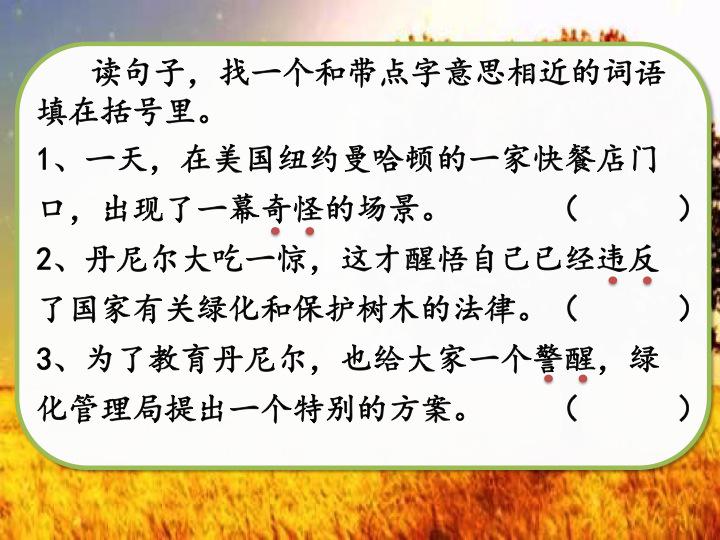 读句子，找一个和带点字意思相近的词语
填在括号里。
1、一天，在美国纽约曼哈顿的一家快餐店门
口，出现了一幕奇怪的场景。（ ）
2、丹尼尔大吃一惊，这才醒悟自己已经违反
了国家有关绿化和保护树木的法律。（ ）
3、为了教育丹尼尔，也给大家一个警醒，绿
化管理局提出一个特别的方案。（ ）